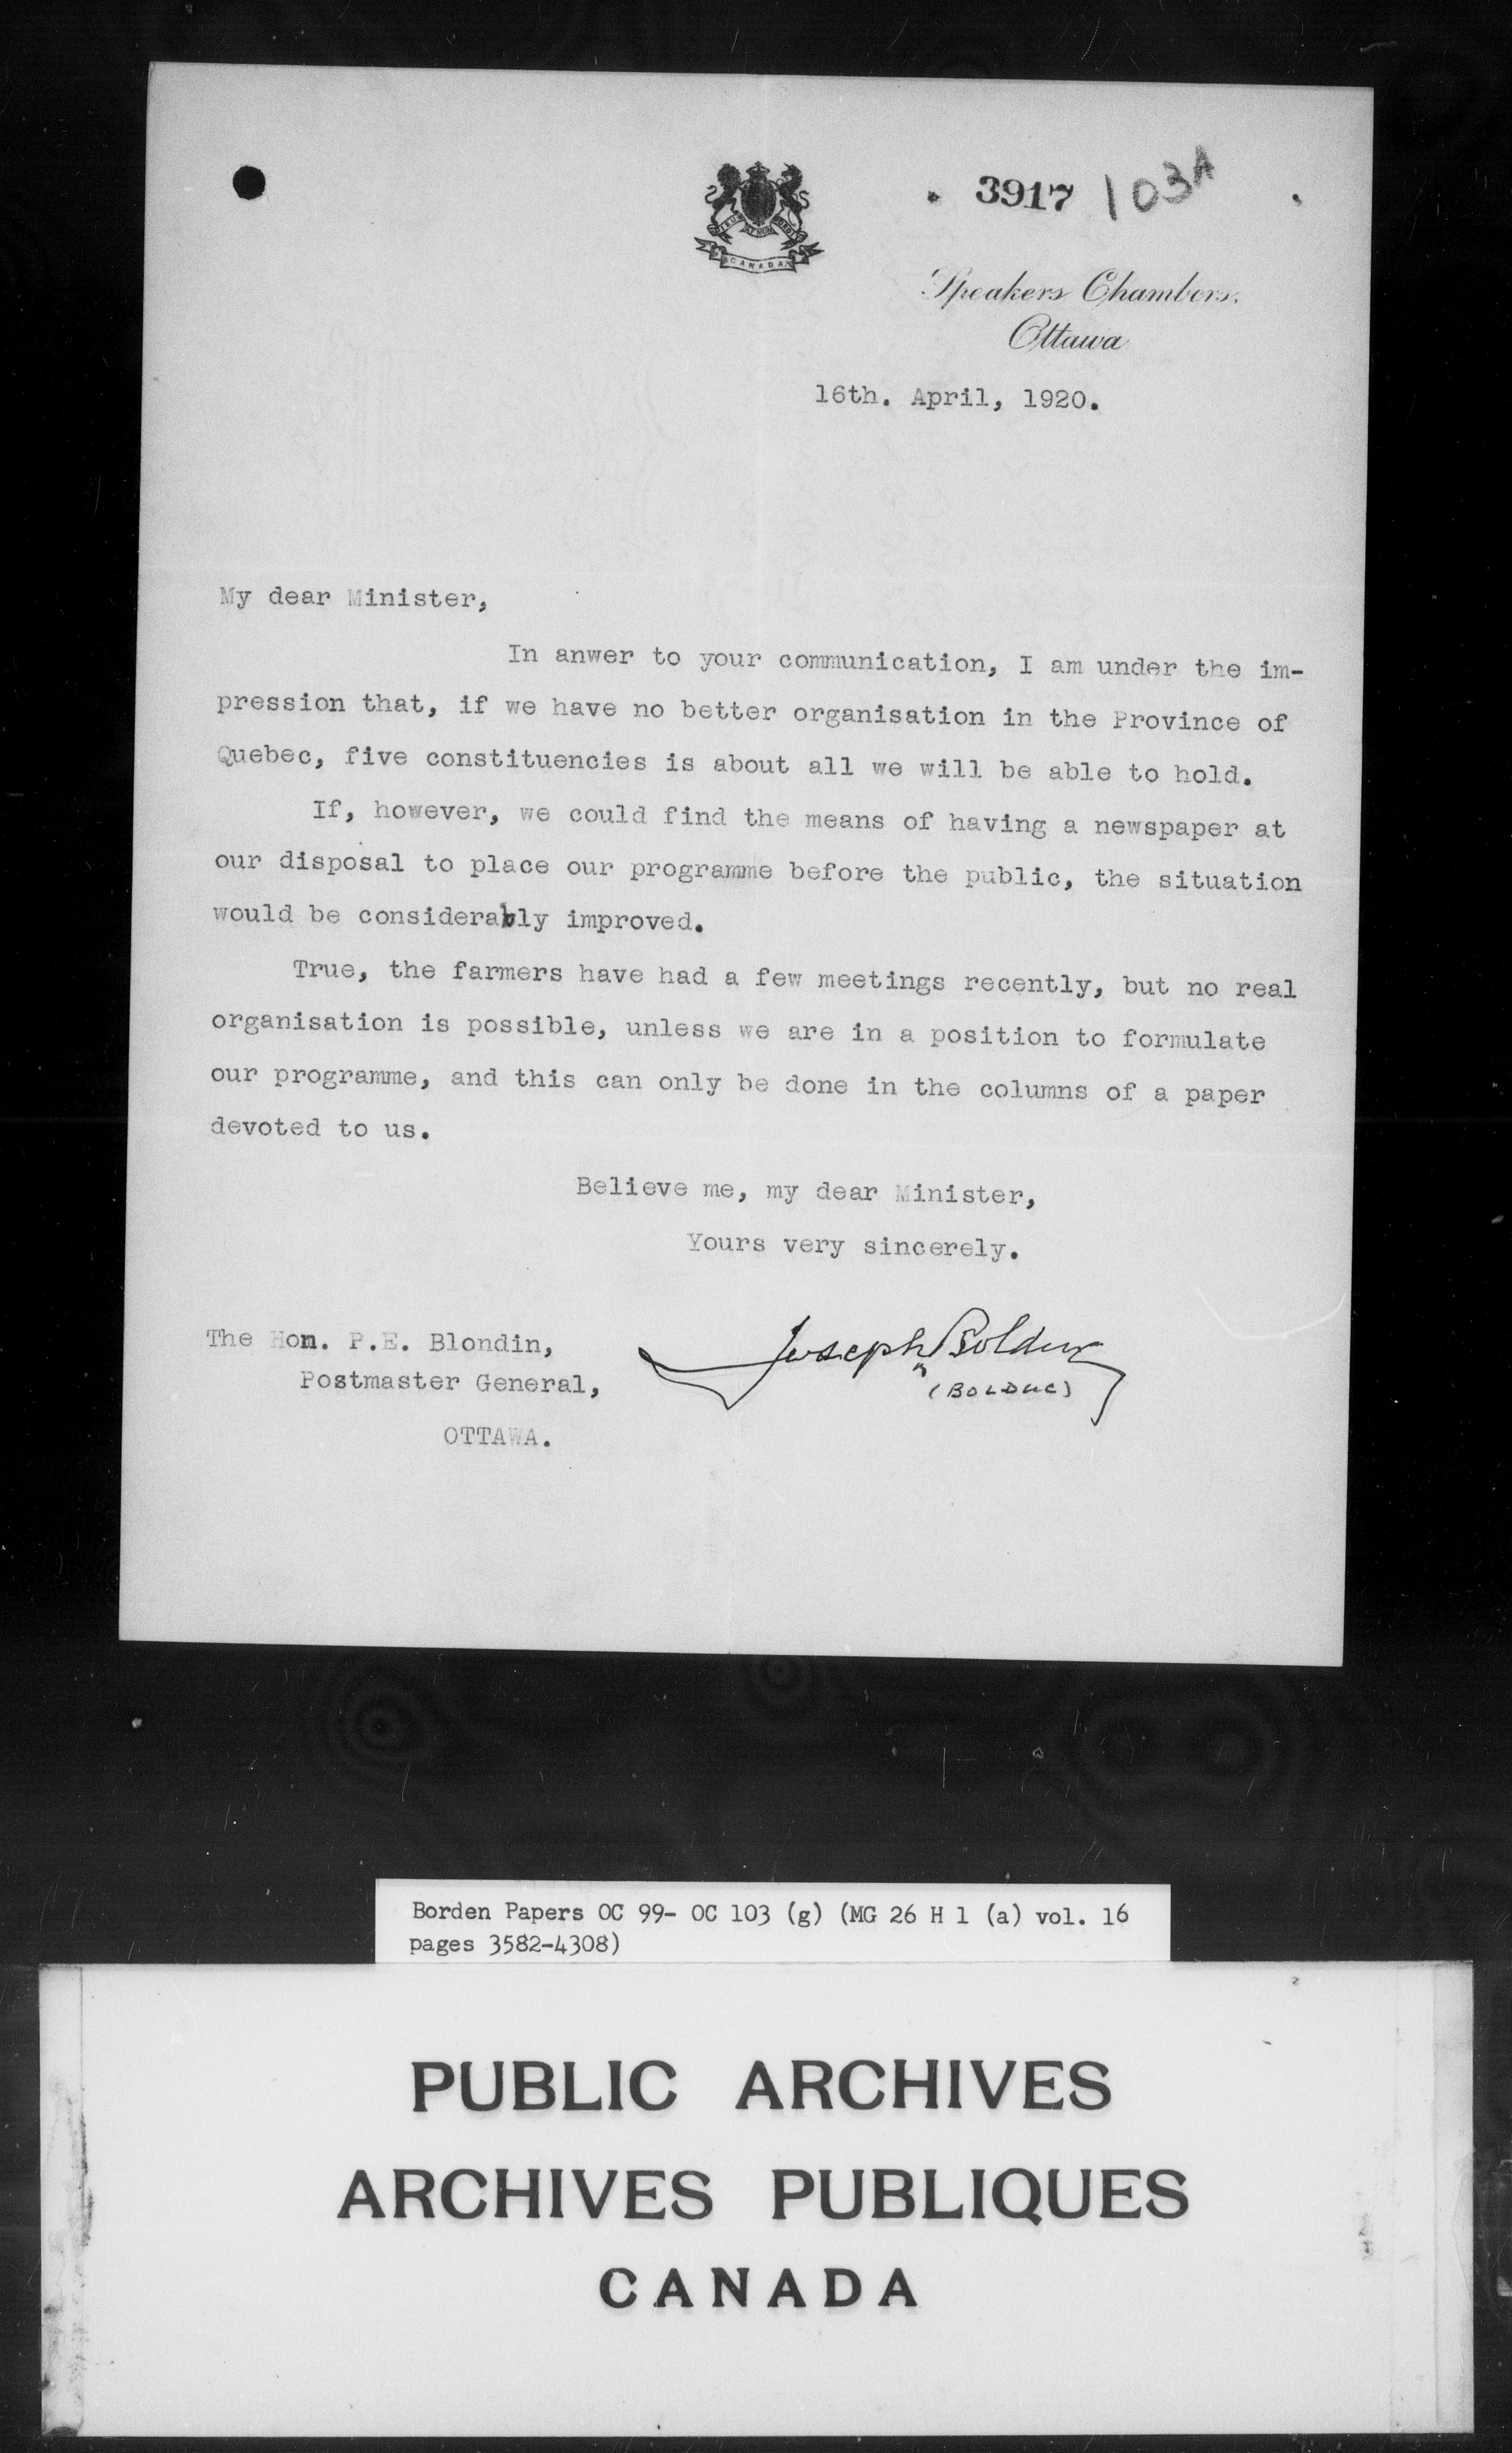 3917 103A
CANADA
Speakers Chambers,
Ottawa
16th. April, 1920.
My dear Minister,
In anwer to your communication, I am under the im-
pression that, if we have no better organisation in the Province of
Quebec, five constituencies is about all we will be able to hold.
If, however, we could find the means of having a newspaper at
our disposal to place our programme before the public, the situation
would be considerably improved.
True, the farmers have had a few meetings recently, but no real
organisation is possible, unless we are in a position to formulate
our programme, and this can only be done in the columns of a paper
devoted to us.
Believe me, my dear Minister,
Yours very sincerely.
Joseph Bolduc
(BOLDUC)
The Hon. P.E. Blondin,
Postmaster General,
OTTAWA.
Borden Papers OC 99- OC 103 (g) (MG 26 H 1 (a) vol. 16
pages 3582-4308)
PUBLIC ARCHIVES
ARCHIVES PUBLIQUES
CANADA